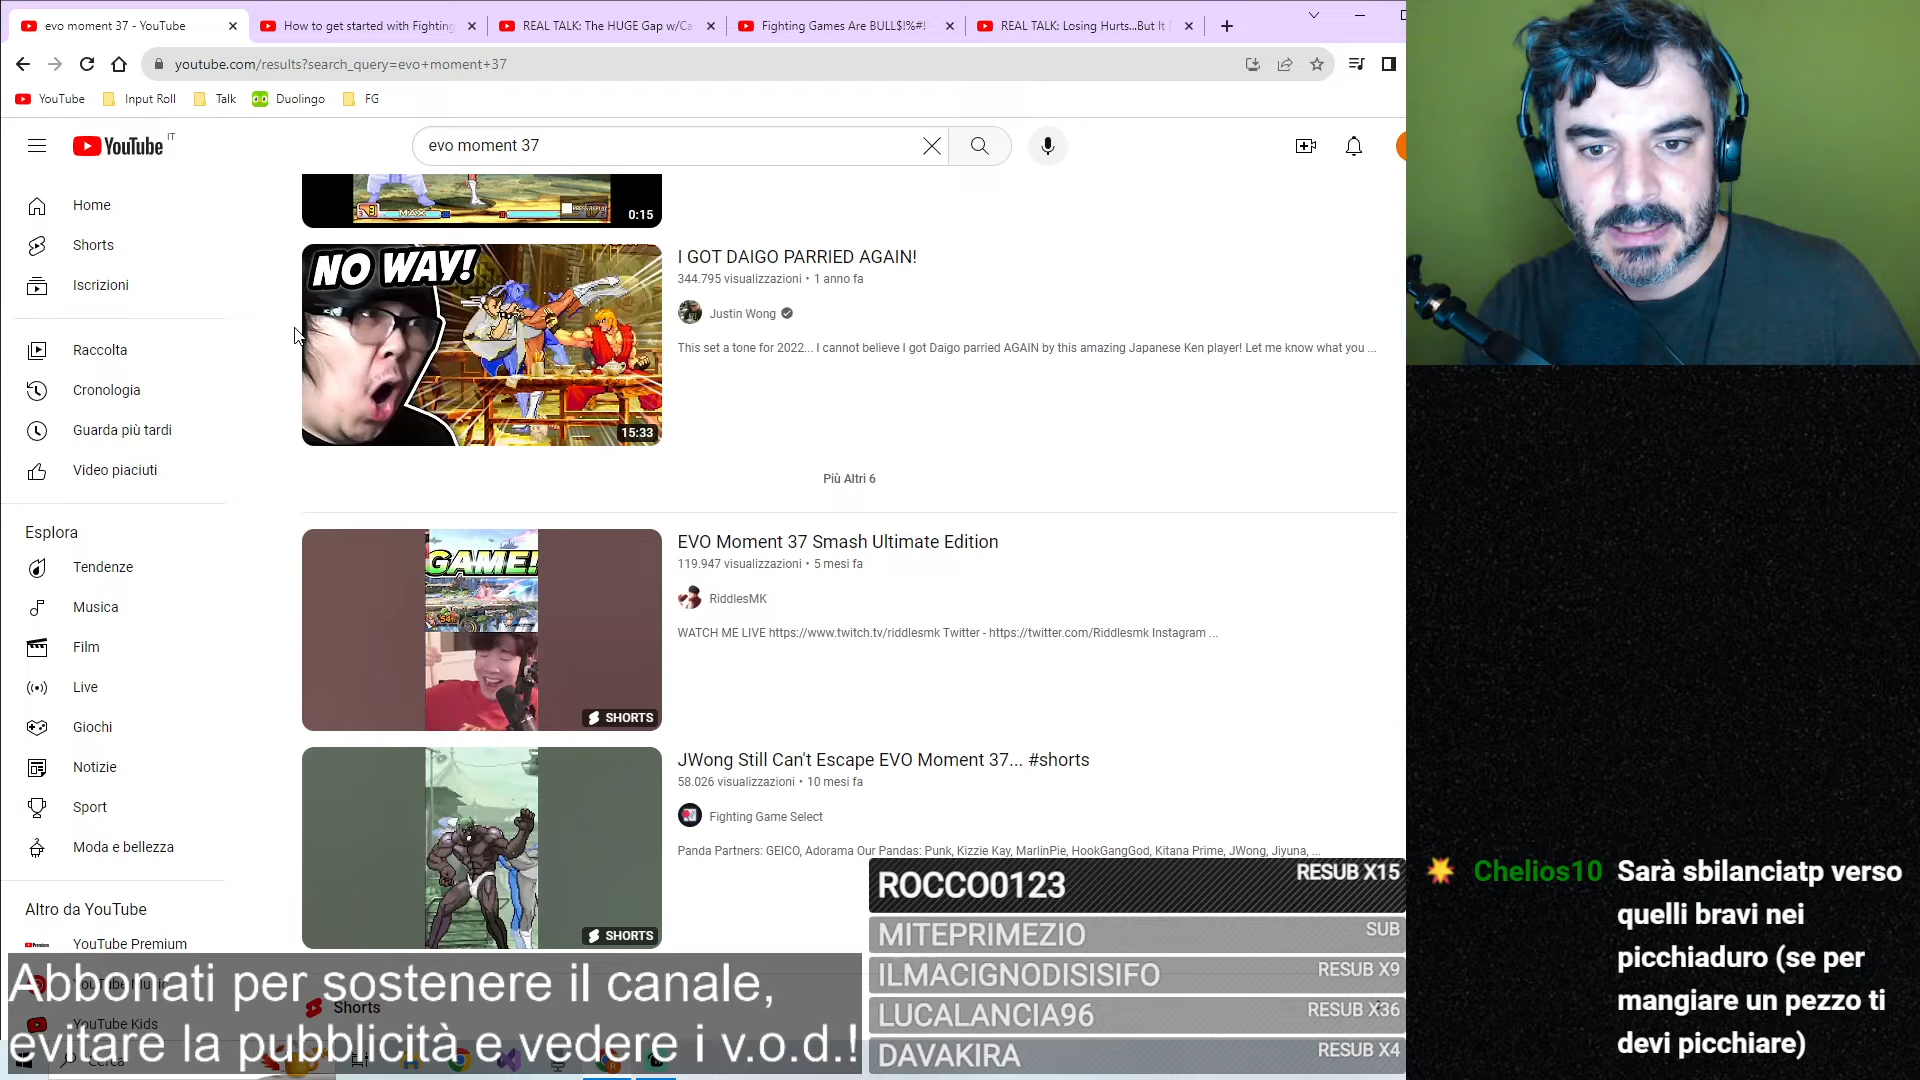 evo moment 37 - YouTube
How to get started with Fighting
REAL TALK: The HUGE Gap w/Ca
Fighting Games Are BULL$!%#!
REAL TALK: Losing Hurts...But It
youtube.com/results?search_query=evo+moment+37
YouTube
Input Roll
Talk
Duolingo
FG
YouTube IT
evo moment 37
Home
Shorts
Iscrizioni
Raccolta
Cronologia
Guarda più tardi
Video piaciuti
Esplora
Tendenze
Musica
Film
Live
Giochi
Notizie
Sport
Moda e bellezza
Altro da YouTube
YouTube Premium
YouTube Kids
MAX
0:15
NO WAY!
15:33
I GOT DAIGO PARRIED AGAIN!
344.795 visualizzazioni • 1 anno fa
Justin Wong
This set a tone for 2022... I cannot believe I got Daigo parried AGAIN by this amazing Japanese Ken player! Let me know what you ...
Più Altri 6
GAME!
SHORTS
EVO Moment 37 Smash Ultimate Edition
119.947 visualizzazioni • 5 mesi fa
RiddlesMK
WATCH ME LIVE https://www.twitch.tv/riddlesmk Twitter - https://twitter.com/Riddlesmk Instagram ...
SHORTS
JWong Still Can't Escape EVO Moment 37... #shorts
58.026 visualizzazioni • 10 mesi fa
Fighting Game Select
Panda Partners: GEICO, Adorama Our Pandas: Punk, Kizzie Kay, MarlinPie, HookGangGod, Kitana Prime, JWong, Jiyuna, ...
Shorts
Cerca
Abbonati per sostenere il canale,
evitare la pubblicità e vedere i v.o.d.!
ROCCO0123 RESUB X15
MITEPRIMEZIO SUB
ILMACIGNODISISIFO RESUB X9
LUCALANCIA96 RESUB X36
DAVAKIRA RESUB X4
Chelios10 Sarà sbilanciatp verso
quelli bravi nei
picchiaduro (se per
mangiare un pezzo ti
devi picchiare)